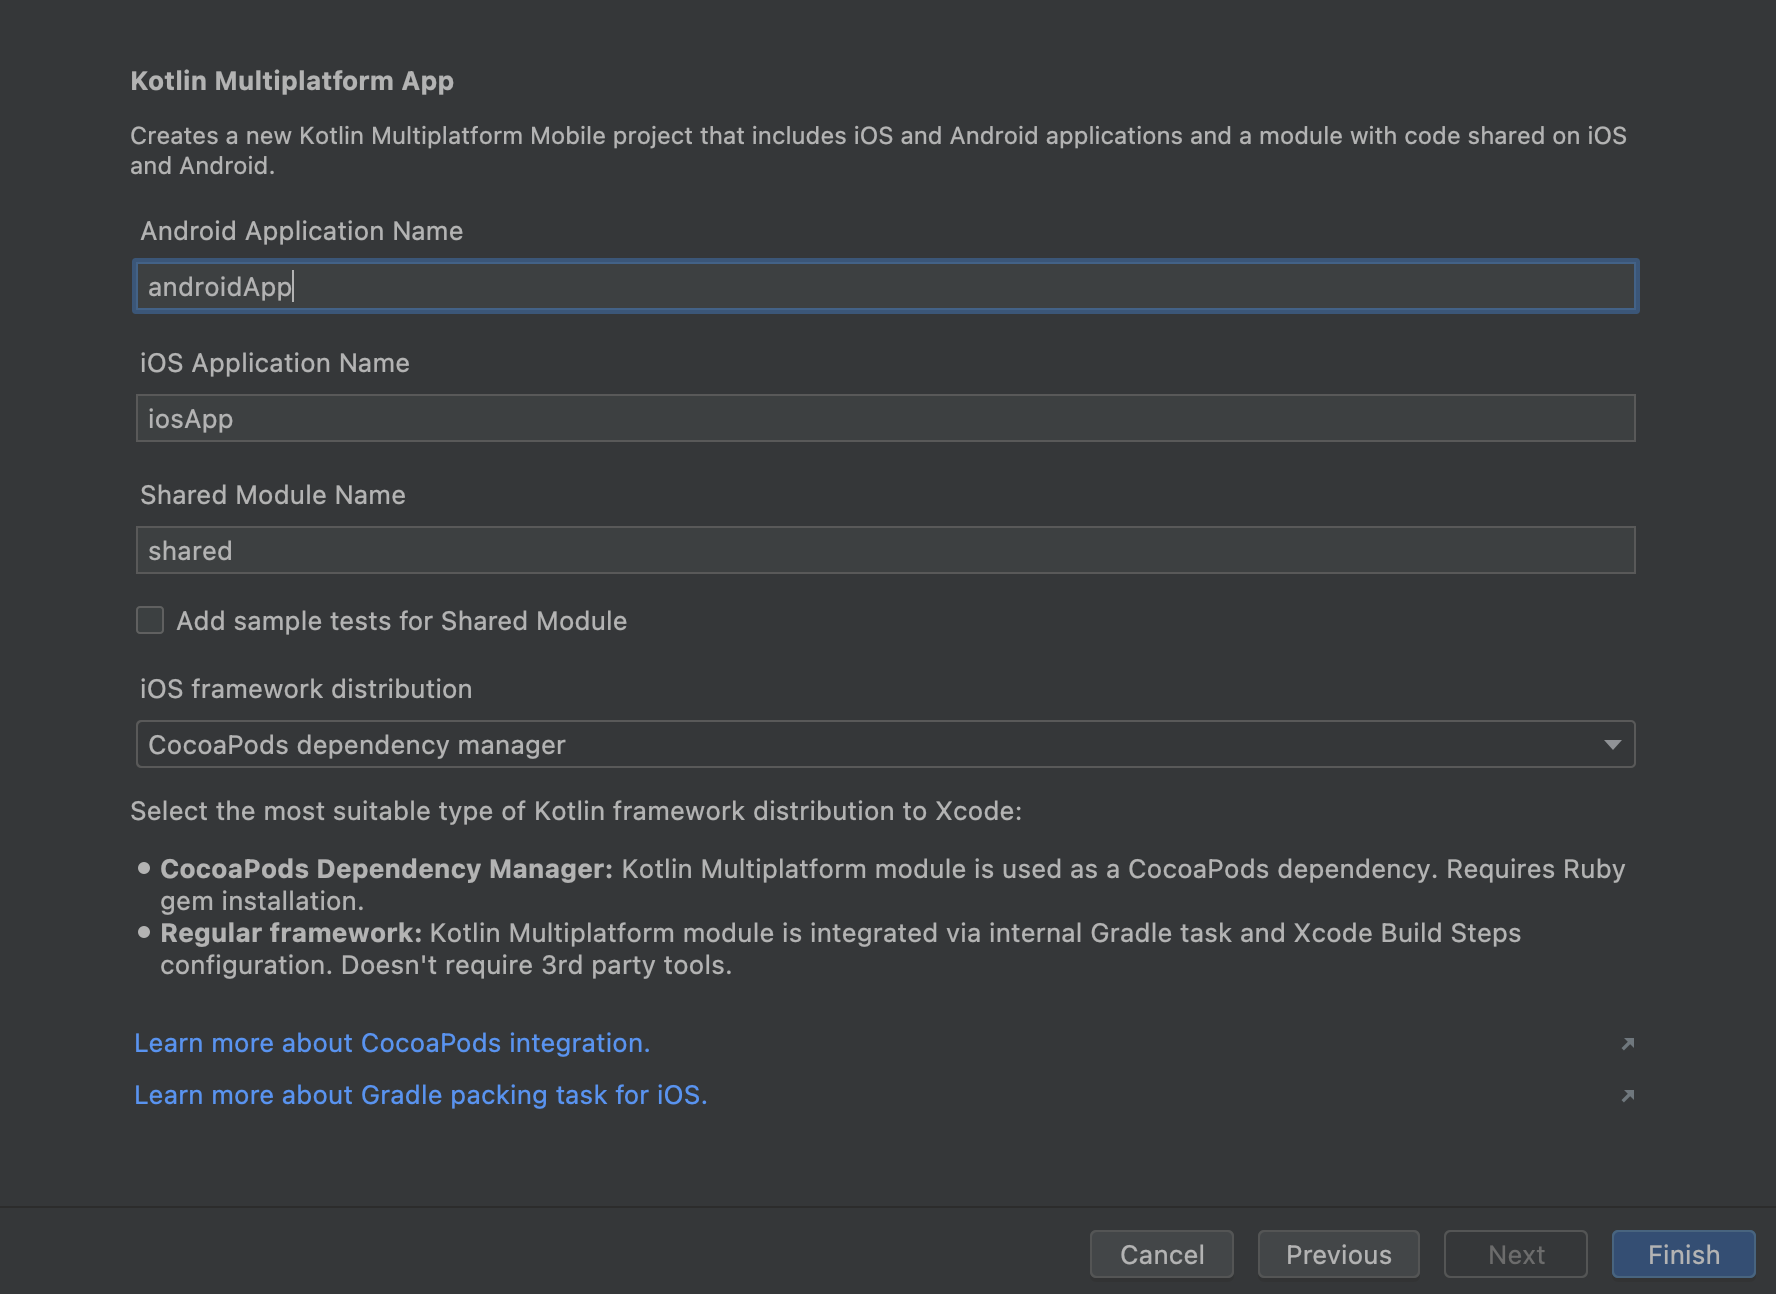 Kotlin Multiplatform App
Creates a new Kotlin Multiplatform Mobile project that includes iOS and Android applications and a module with code shared on iOS
and Android.
Android Application Name
androidApp
iOS Application Name
iosApp
Shared Module Name
shared
Add sample tests for Shared Module
iOS framework distribution
CocoaPods dependency manager
Select the most suitable type of Kotlin framework distribution to Xcode:
• CocoaPods Dependency Manager: Kotlin Multiplatform module is used as a CocoaPods dependency. Requires Ruby
gem installation.
• Regular framework: Kotlin Multiplatform module is integrated via internal Gradle task and Xcode Build Steps
configuration. Doesn't require 3rd party tools.
Learn more about CocoaPods integration.
Learn more about Gradle packing task for iOS.
Cancel Previous Next Finish